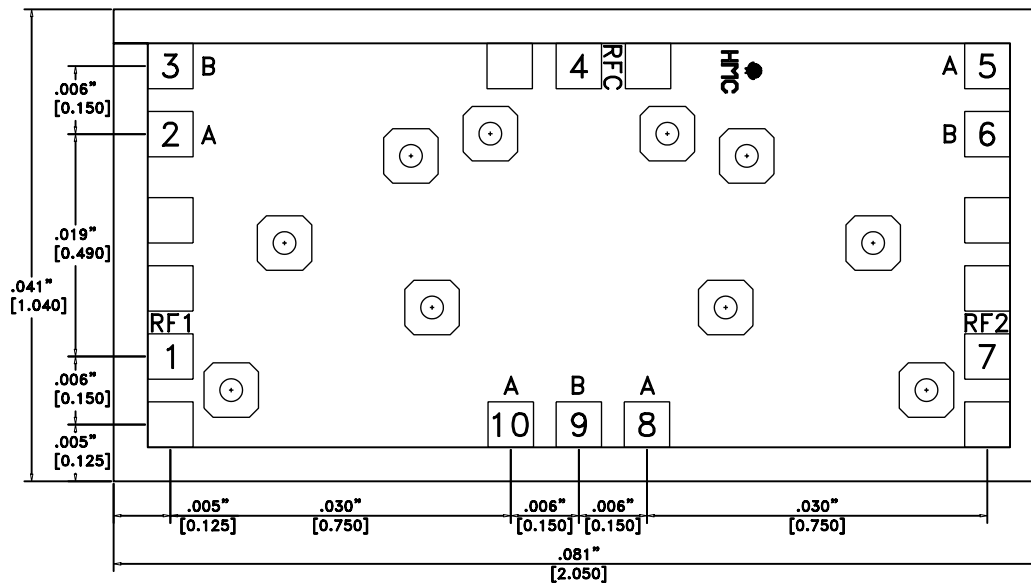 3 B
4
RFC
HMC
A 5
.006"
[0.150]
2 A
B 6
.019"
[0.490]
.041"
[1.040]
RF1
RF2
1
7
.006"
[0.150]
A B A
10 9 8
.005"
[0.125]
.005"
[0.125]
.030"
[0.750]
.006"
[0.150]
.006"
[0.150]
.030"
[0.750]
.081"
[2.050]